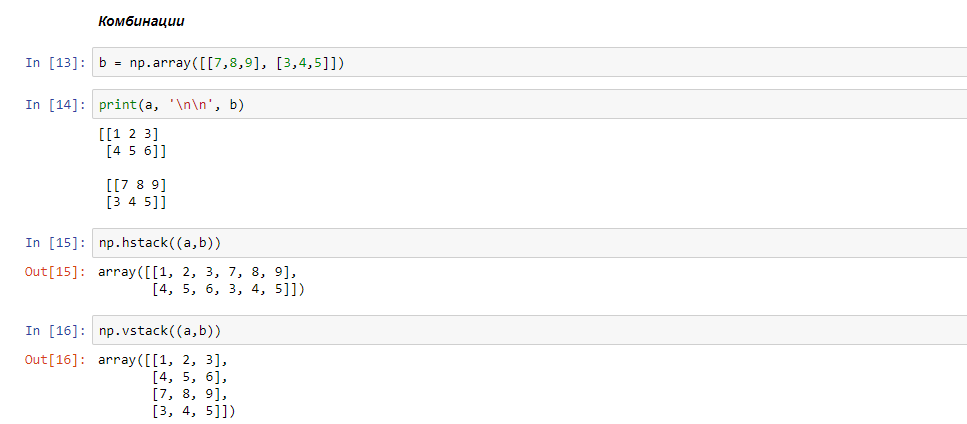 Комбинации
In [13]: b = np.array([[7,8,9], [3,4,5]])
In [14]: print(a, '\n\n', b)
[[1 2 3]
 [4 5 6]]
 [[7 8 9]
 [3 4 5]]
In [15]: np.hstack((a,b))
Out[15]: array([[1, 2, 3, 7, 8, 9],
       [4, 5, 6, 3, 4, 5]])
In [16]: np.vstack((a,b))
Out[16]: array([[1, 2, 3],
       [4, 5, 6],
       [7, 8, 9],
       [3, 4, 5]])